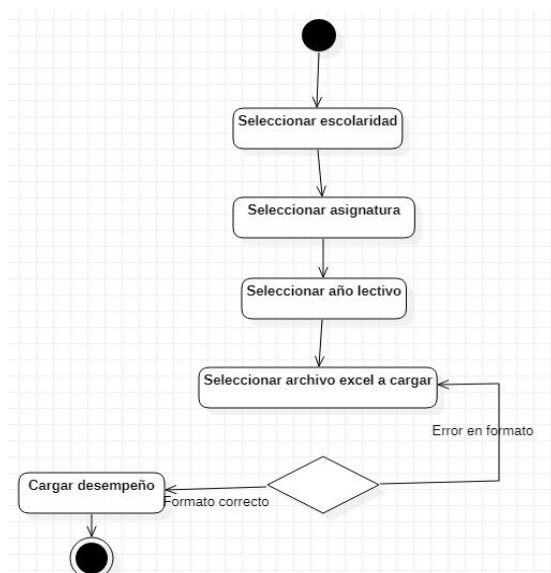 Seleccionar escolaridad
Seleccionar asignatura
Seleccionar año lectivo
Seleccionar archivo excel a cargar
Error en formato
Cargar desempeño
Formato correcto